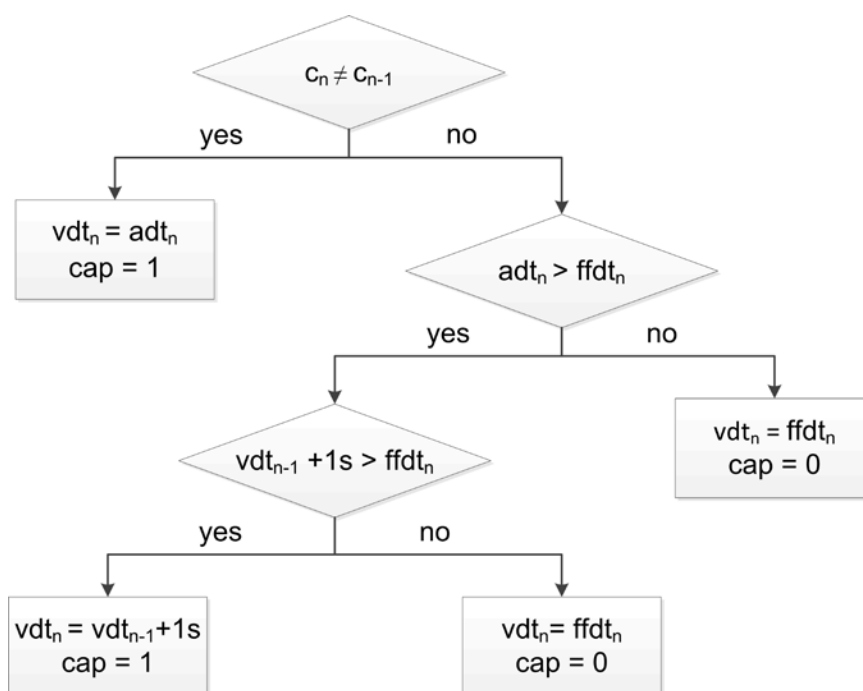 cₙ ≠ cₙ₋₁
yes no
vdtₙ = adtₙ
cap = 1
adtₙ > ffdtₙ
yes no
vdtₙ = ffdtₙ
cap = 0
vdtₙ₋₁ +1s > ffdtₙ
yes no
vdtₙ = vdtₙ₋₁+1s
cap = 1
vdtₙ= ffdtₙ
cap = 0